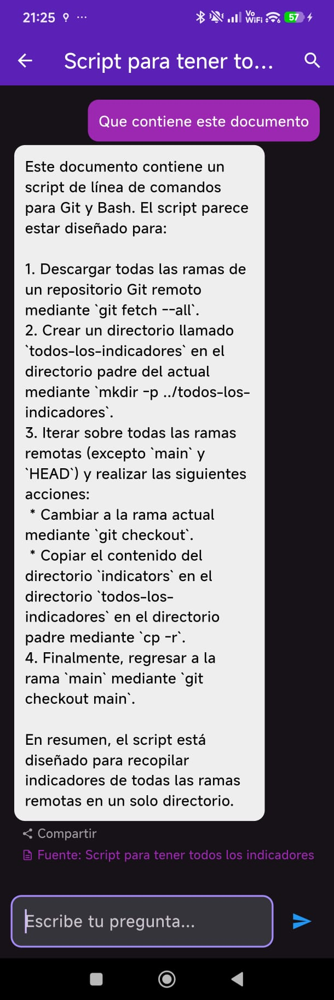 21:25
Vo
WiFi
6
57
Script para tener to...
Que contiene este documento
Este documento contiene un
script de línea de comandos
para Git y Bash. El script parece
estar diseñado para:
1. Descargar todas las ramas de
un repositorio Git remoto
mediante `git fetch --all`.
2. Crear un directorio llamado
`todos-los-indicadores` en el
directorio padre del actual
mediante `mkdir -p ../todos-los-
indicadores`.
3. Iterar sobre todas las ramas
remotas (excepto `main` y
`HEAD`) y realizar las siguientes
acciones:
* Cambiar a la rama actual
mediante `git checkout`.
* Copiar el contenido del
directorio `indicators` en el
directorio `todos-los-
indicadores` en el directorio
padre mediante `cp -r`.
4. Finalmente, regresar a la
rama `main` mediante `git
checkout main`.
En resumen, el script está
diseñado para recopilar
indicadores de todas las ramas
remotas en un solo directorio.
Compartir
Fuente: Script para tener todos los indicadores
Escribe tu pregunta...